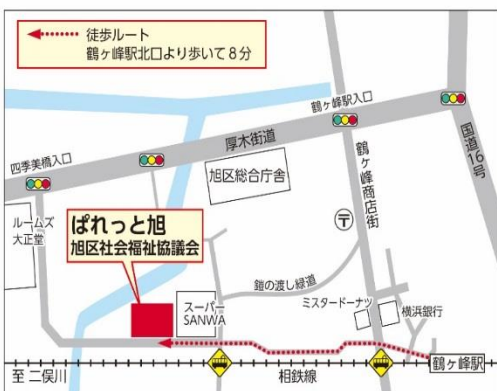 徒歩ルート
鶴ヶ峰駅北口より歩いて8分
鶴ヶ峰駅入口
厚木街道
四季美橋入口
国道16号
旭区総合庁舎
鶴ヶ峰商店街
ルームズ
大正堂
ぱれっと旭
旭区社会福祉協議会
〒
鎧の渡し緑道
スーパー
SANWA
ミスタードーナツ
横浜銀行
鶴ヶ峰駅
至 二俣川
相鉄線